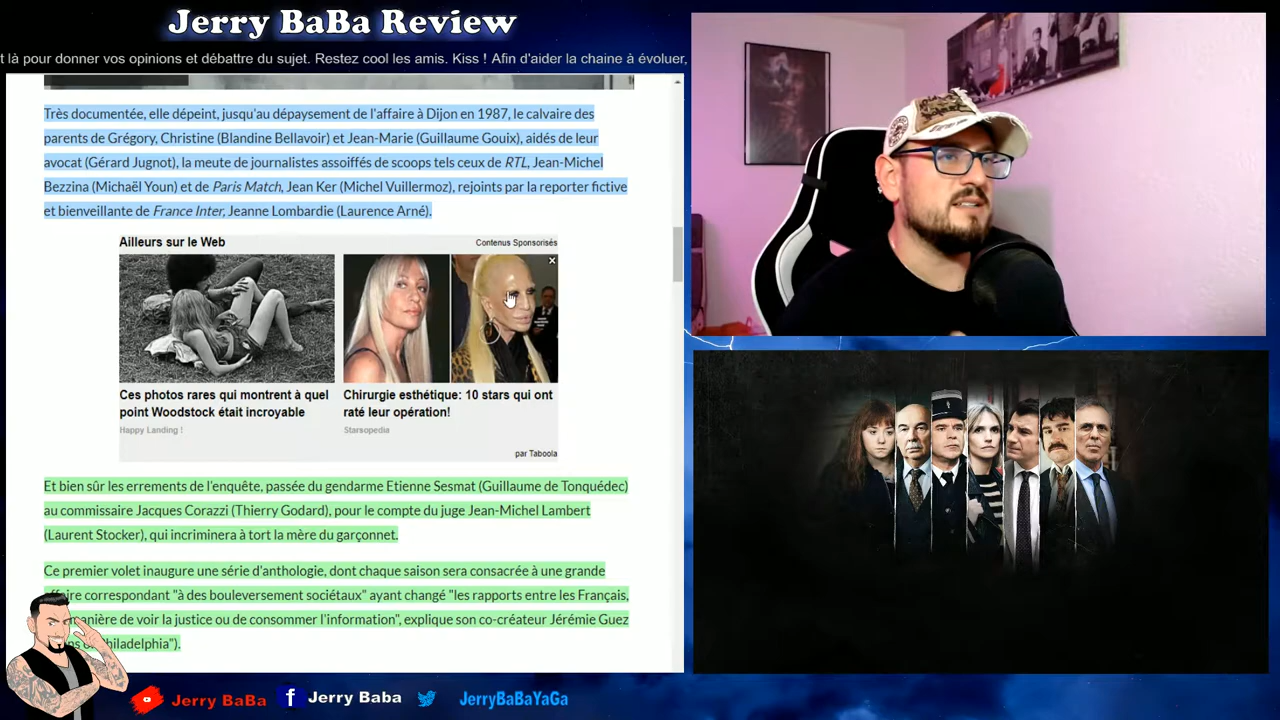 Jerry BaBa Review
t là pour donner vos opinions et débattre du sujet. Restez cool les amis. Kiss ! Afin d'aider la chaine à évoluer,
Très documentée, elle dépeint, jusqu'au dépaysement de l'affaire à Dijon en 1987, le calvaire des
parents de Grégory, Christine (Blandine Bellavoir) et Jean-Marie (Guillaume Gouix), aidés de leur
avocat (Gérard Jugnot), la meute de journalistes assoiffés de scoops tels ceux de RTL, Jean-Michel
Bezzina (Michaël Youn) et de Paris Match, Jean Ker (Michel Vuillermoz), rejoints par la reporter fictive
et bienveillante de France Inter, Jeanne Lombardie (Laurence Arné).
Ailleurs sur le Web
Contenus Sponsorisés
Ces photos rares qui montrent à quel
point Woodstock était incroyable
Happy Landing !
Chirurgie esthétique: 10 stars qui ont
raté leur opération!
Starsopedia
par Taboola
Et bien sûr les errements de l'enquête, passée du gendarme Etienne Sesmat (Guillaume de Tonquédec)
au commissaire Jacques Corazzi (Thierry Godard), pour le compte du juge Jean-Michel Lambert
(Laurent Stocker), qui incriminera à tort la mère du garçonnet.
Ce premier volet inaugure une série d'anthologie, dont chaque saison sera consacrée à une grande
affaire correspondant "à des bouleversement sociétaux" ayant changé "les rapports entre les Français,
manière de voir la justice ou de consommer l'information", explique son co-créateur Jérémie Guez
Philadelphia").
Jerry BaBa
Jerry Baba
JerryBaBaYaGa